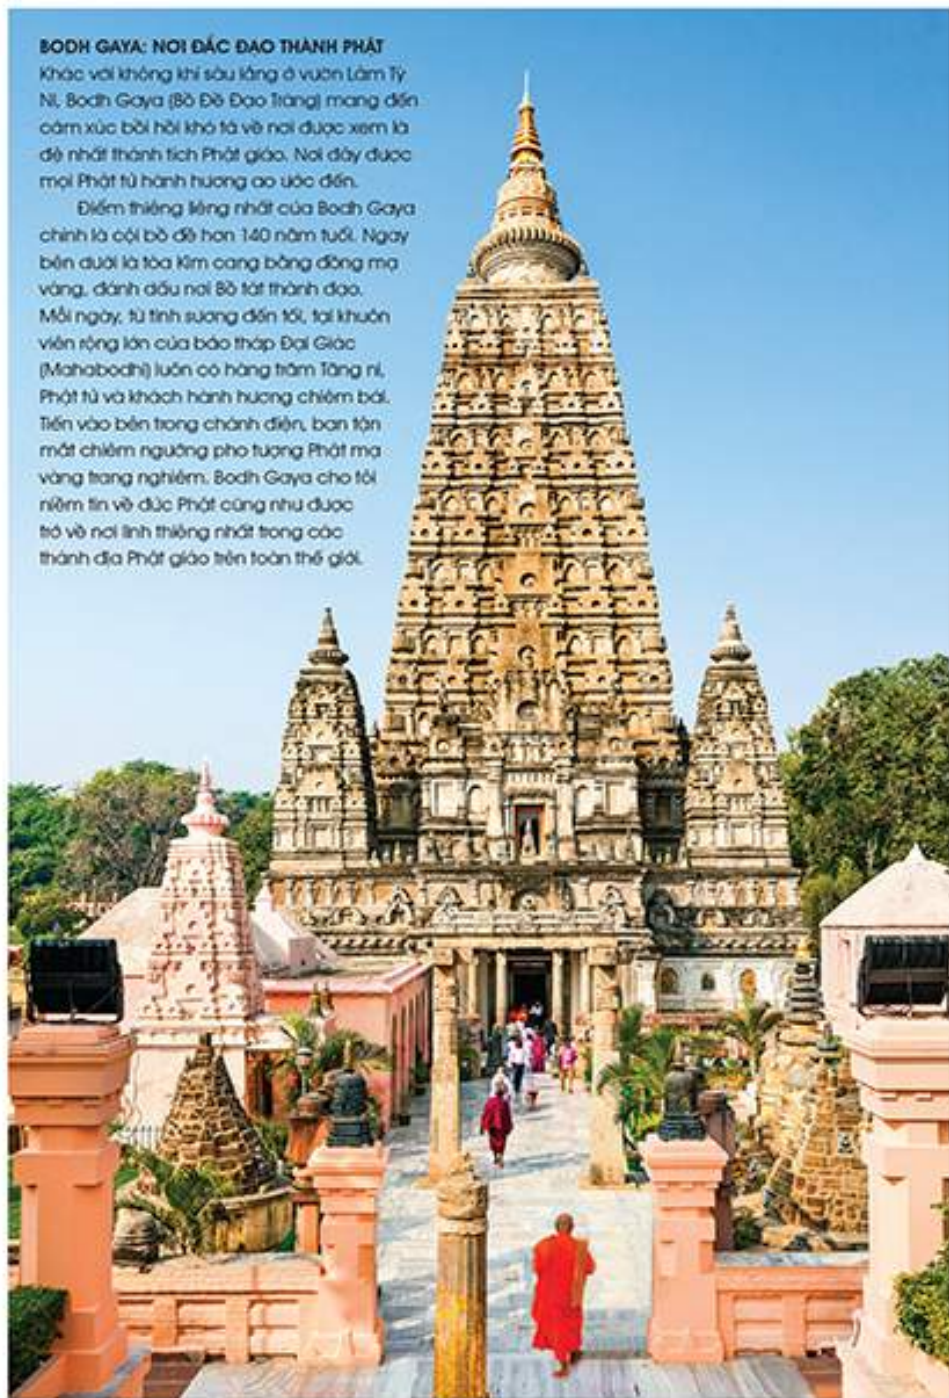 BODH GAYA: NƠI ĐẮC ĐẠO THÀNH PHẬT
Khác với không khí sâu lắng ở vườn Lâm Tỳ
Ni, Bodh Gaya (Bồ Đề Đạo Tràng) mang đến
cảm xúc bồi hồi khó tả về nơi được xem là
đệ nhất thánh tích Phật giáo. Nơi đây được
mọi Phật tử hành hương ao ước đến.
Điểm thiêng liêng nhất của Bodh Gaya
chính là cội bồ đề hơn 140 năm tuổi. Ngay
bên dưới là tòa Kim cang bằng đồng mạ
vàng, đánh dấu nơi Bồ tát thành đạo.
Mỗi ngày, từ tinh sương đến tối, tại khuôn
viên rộng lớn của bảo tháp Đại Giác
(Mahabodhi) luôn có hàng trăm Tăng ni,
Phật tử và khách hành hương chiêm bái.
Tiến vào bên trong chánh điện, bạn tận
mắt chiêm ngưỡng pho tượng Phật mạ
vàng trang nghiêm. Bodh Gaya cho tôi
niềm tin về đức Phật cũng như được
trở về nơi linh thiêng nhất trong các
thánh địa Phật giáo trên toàn thế giới.